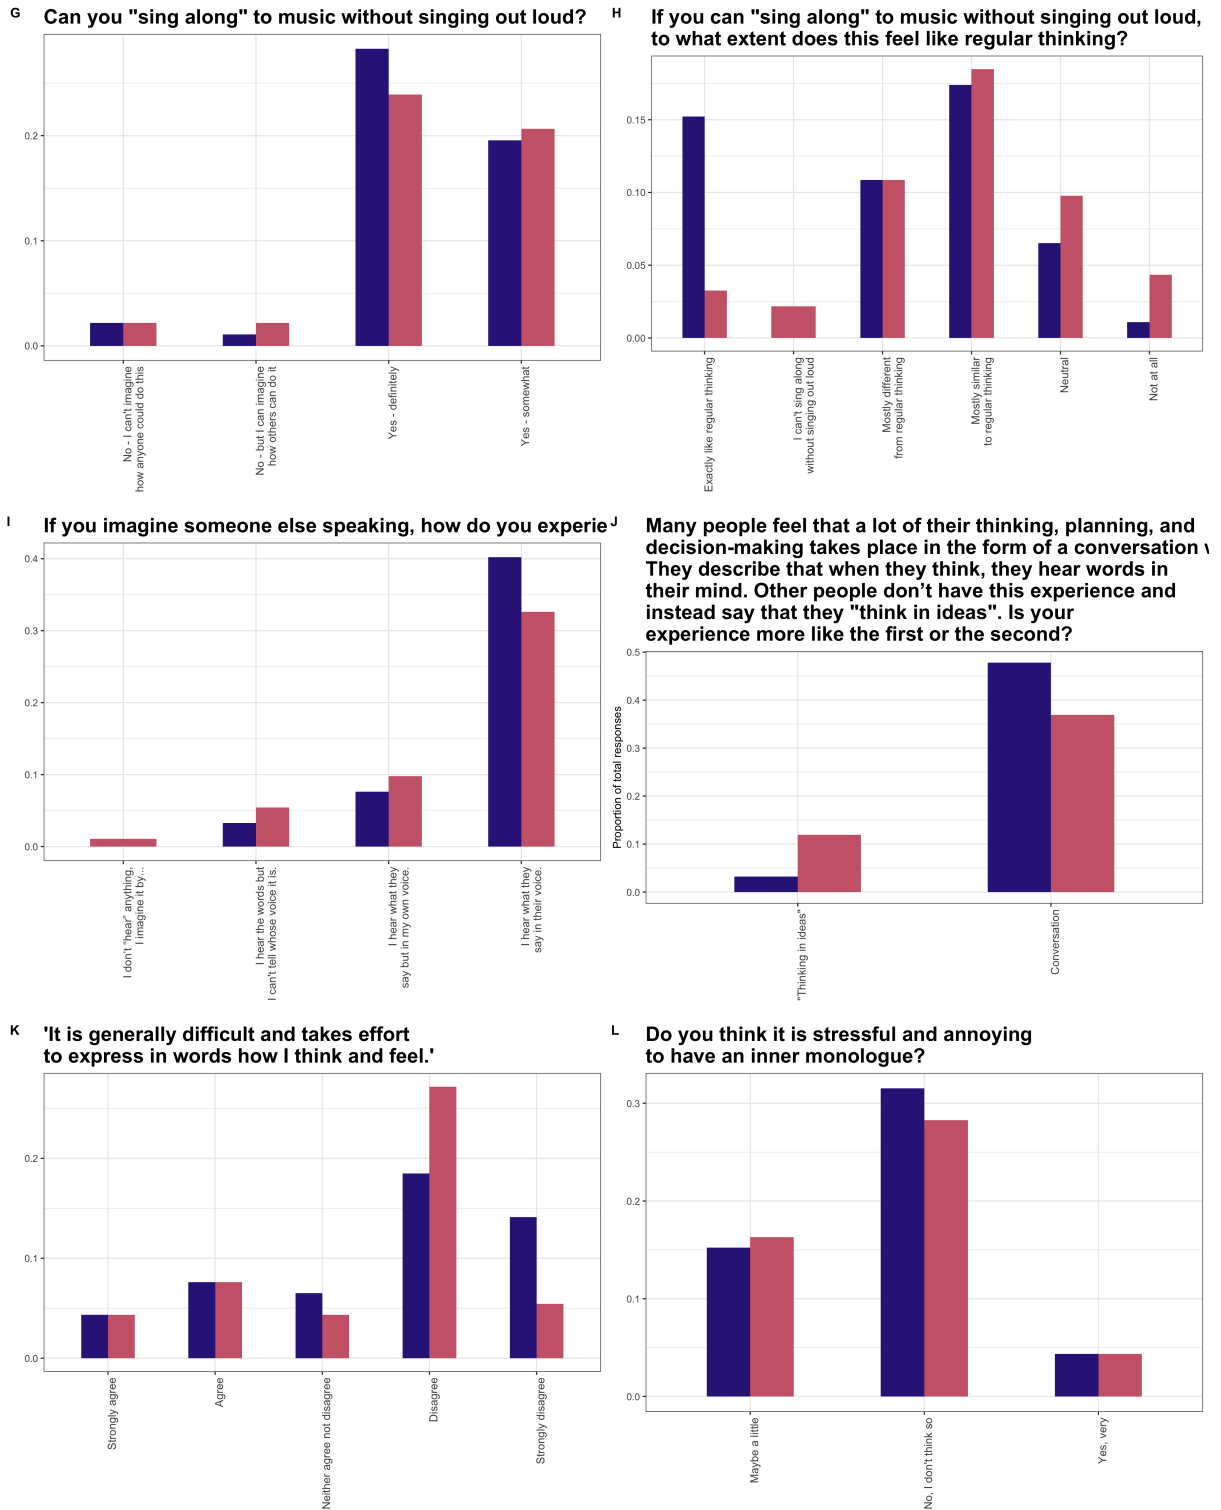 G
Can you "sing along" to music without singing out loud?
0.2
0.1
0.0
No - I can't imagine
how anyone could do this
No - but I can imagine
how others can do it
Yes - definitely
Yes - somewhat
H
If you can "sing along" to music without singing out loud,
to what extent does this feel like regular thinking?
0.15
0.10
0.05
0.00
Exactly like regular thinking
I can't sing along
without singing out loud
Mostly different
from regular thinking
Mostly similar
to regular thinking
Neutral
Not at all
I
If you imagine someone else speaking, how do you experie
0.4
0.3
0.2
0.1
0.0
I don't "hear" anything,
I imagine it by...
I hear the words but
I can't tell whose voice it is.
I hear what they
say but in my own voice.
I hear what they
say in their voice.
J
Many people feel that a lot of their thinking, planning, and
decision-making takes place in the form of a conversation
They describe that when they think, they hear words in
their mind. Other people don’t have this experience and
instead say that they "think in ideas". Is your
experience more like the first or the second?
Proportion of total responses
0.5
0.4
0.3
0.2
0.1
0.0
"Thinking in ideas"
Conversation
K
'It is generally difficult and takes effort
to express in words how I think and feel.'
0.2
0.1
0.0
Strongly agree
Agree
Neither agree not disagree
Disagree
Strongly disagree
L
Do you think it is stressful and annoying
to have an inner monologue?
0.3
0.2
0.1
0.0
Maybe a little
No, I don't think so
Yes, very